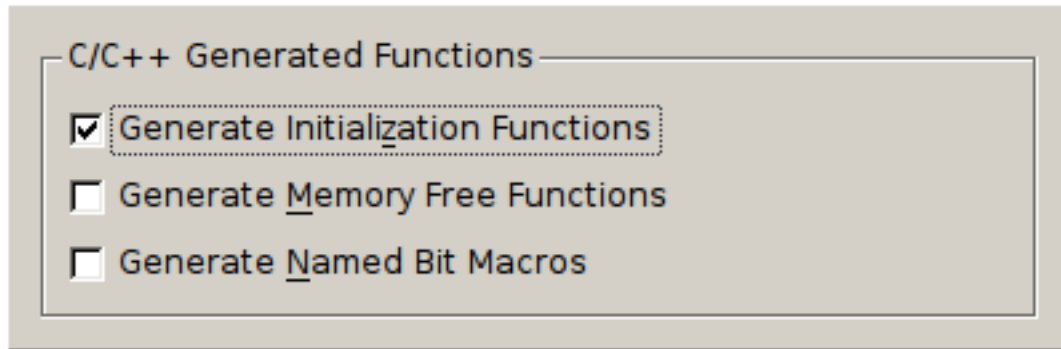 C/C++ Generated Functions
Generate Initialization Functions
Generate Memory Free Functions
Generate Named Bit Macros